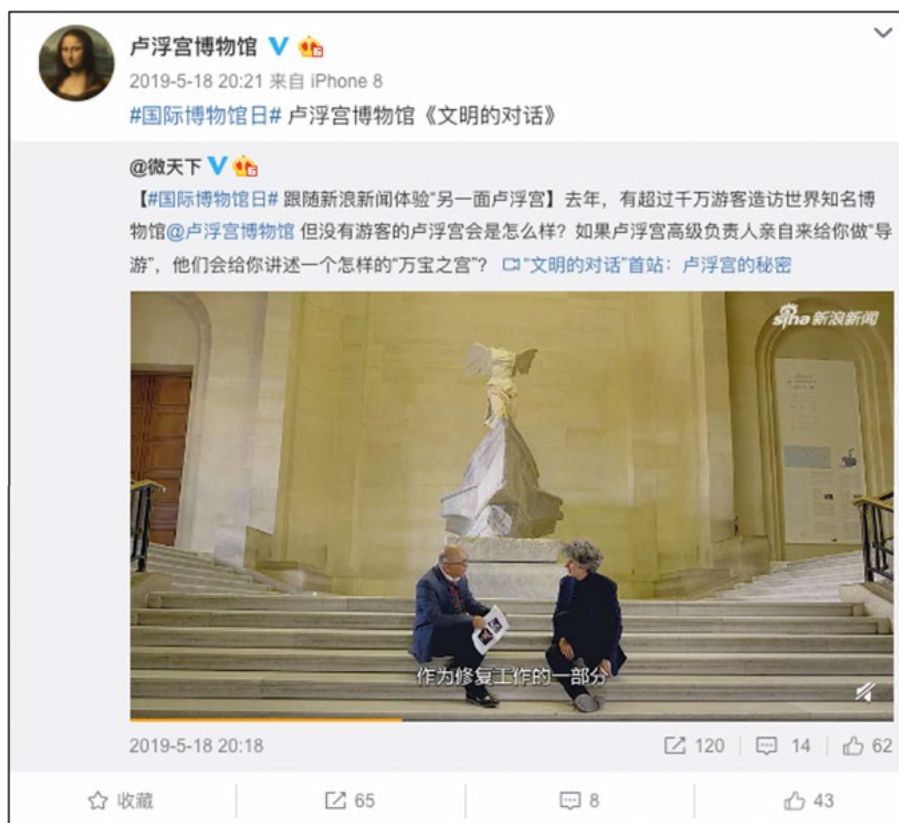 卢浮宫博物馆
2019-5-18 20:21 来自 iPhone 8
#国际博物馆日# 卢浮宫博物馆《文明的对话》
@微天下
【#国际博物馆日# 跟随新浪新闻体验“另一面卢浮宫】去年，有超过千万游客造访世界知名博
物馆@卢浮宫博物馆 但没有游客的卢浮宫会是怎么样？如果卢浮宫高级负责人亲自来给你做“导
游”，他们会给你讲述一个怎样的“万宝之宫”？ “文明的对话”首站：卢浮宫的秘密
sina 新浪新闻
作为修复工作的一部分
2019-5-18 20:18 120 14 62
收藏 65 8 43